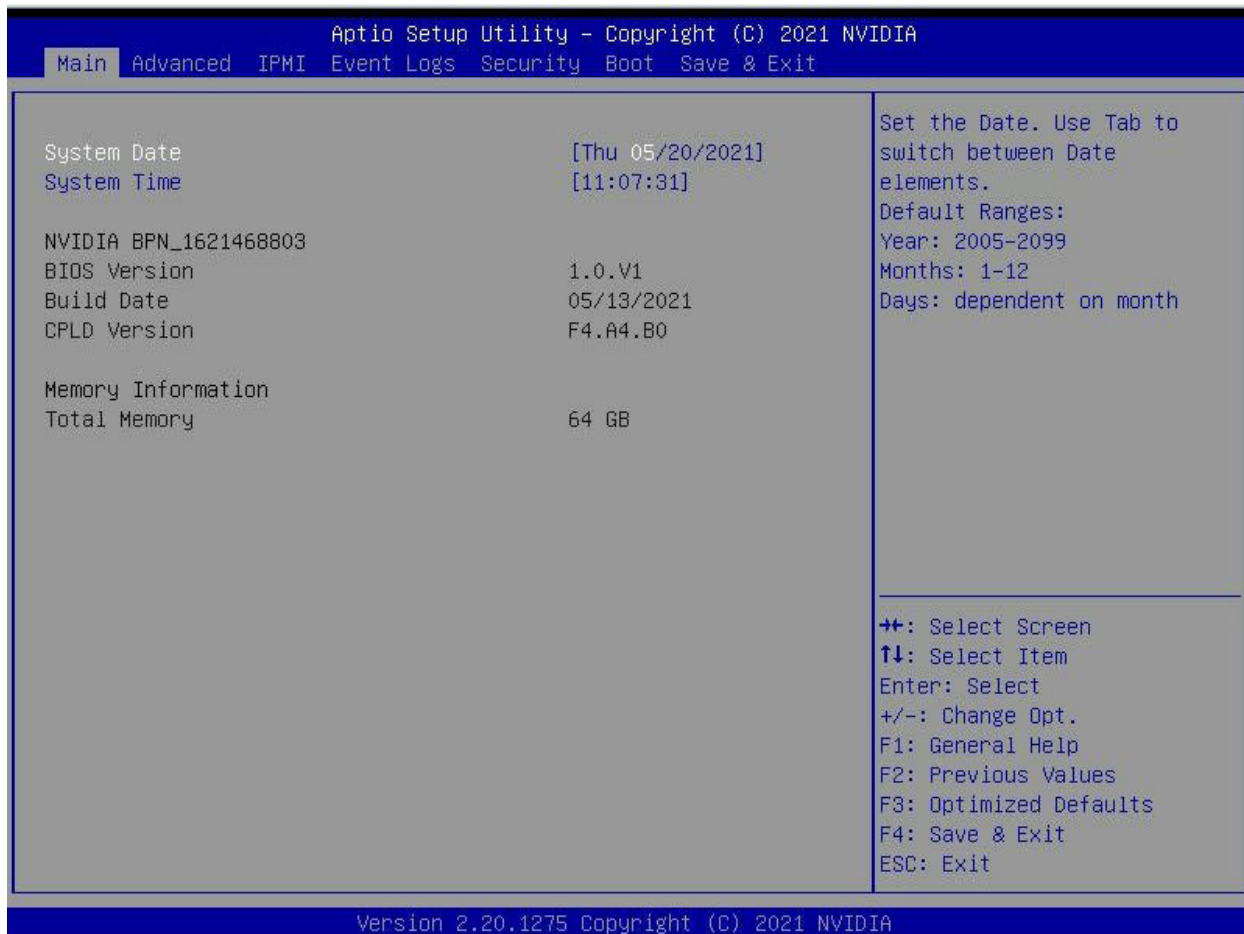 Aptio Setup Utility - Copyright (C) 2021 NVIDIA
Main Advanced IPMI Event Logs Security Boot Save & Exit
System Date [Thu 05/20/2021]
System Time [11:07:31]
NVIDIA BPN_1621468803
BIOS Version 1.0.V1
Build Date 05/13/2021
CPLD Version F4.A4.B0
Memory Information
Total Memory 64 GB
Set the Date. Use Tab to
switch between Date
elements.
Default Ranges:
Year: 2005-2099
Months: 1-12
Days: dependent on month
→←: Select Screen
↑↓: Select Item
Enter: Select
+/-: Change Opt.
F1: General Help
F2: Previous Values
F3: Optimized Defaults
F4: Save & Exit
ESC: Exit
Version 2.20.1275 Copyright (C) 2021 NVIDIA